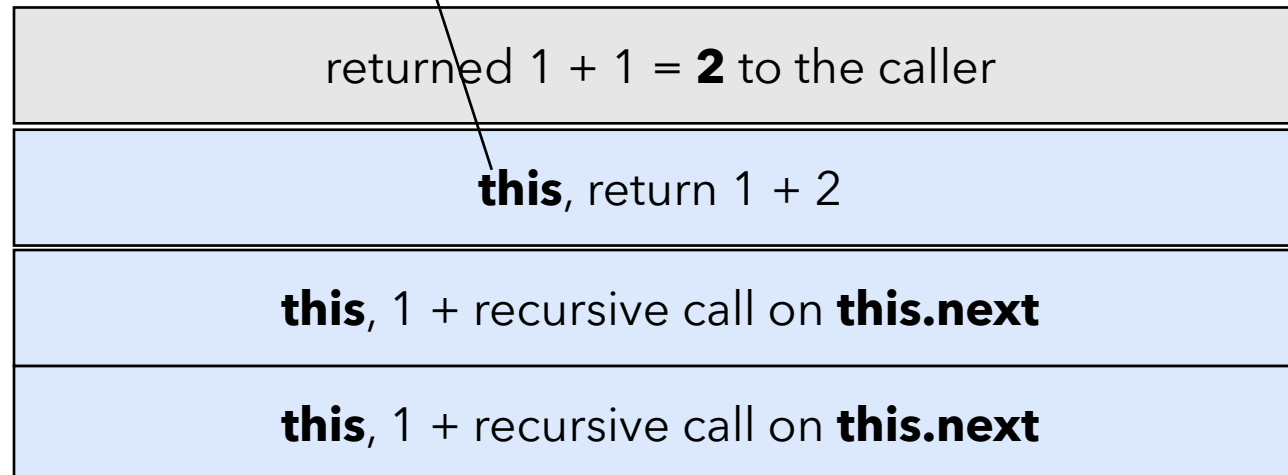 returned 1 + 1 = 2 to the caller
this, return 1 + 2
this, 1 + recursive call on this.next
this, 1 + recursive call on this.next